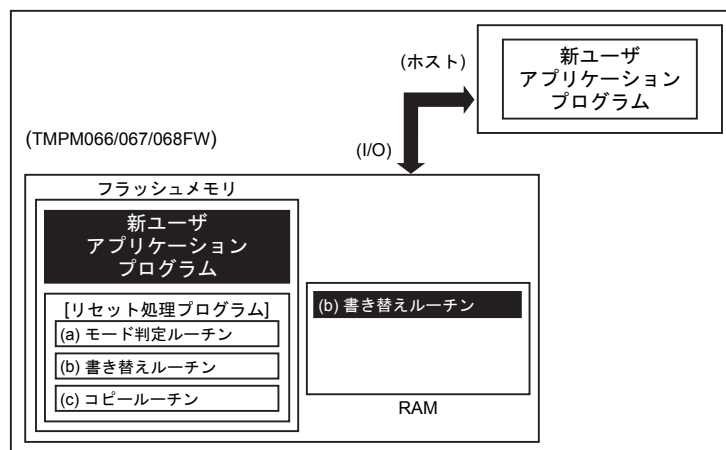 (ホスト)
新ユーザ
アプリケーション
プログラム
(TMPM066/067/068FW)
(I/O)
フラッシュメモリ
新ユーザ
アプリケーション
プログラム
[リセット処理プログラム]
(a) モード判定ルーチン
(b) 書き替えルーチン
(c) コピールーチン
(b) 書き替えルーチン
RAM